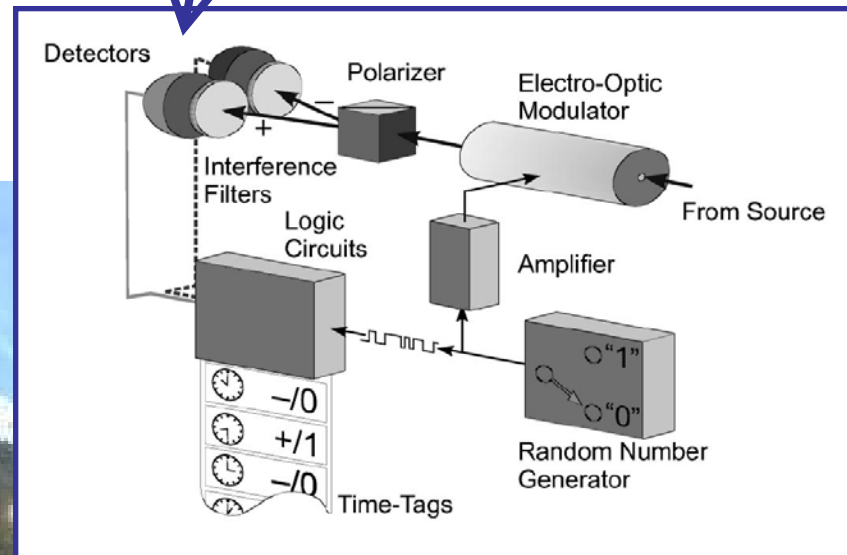 Detectors
Polarizer
Electro-Optic
Modulator
−
+
Interference
Filters
From Source
Logic
Circuits
Amplifier
"1"
"0"
−/0
+/1
−/0
Random Number
Generator
Time-Tags